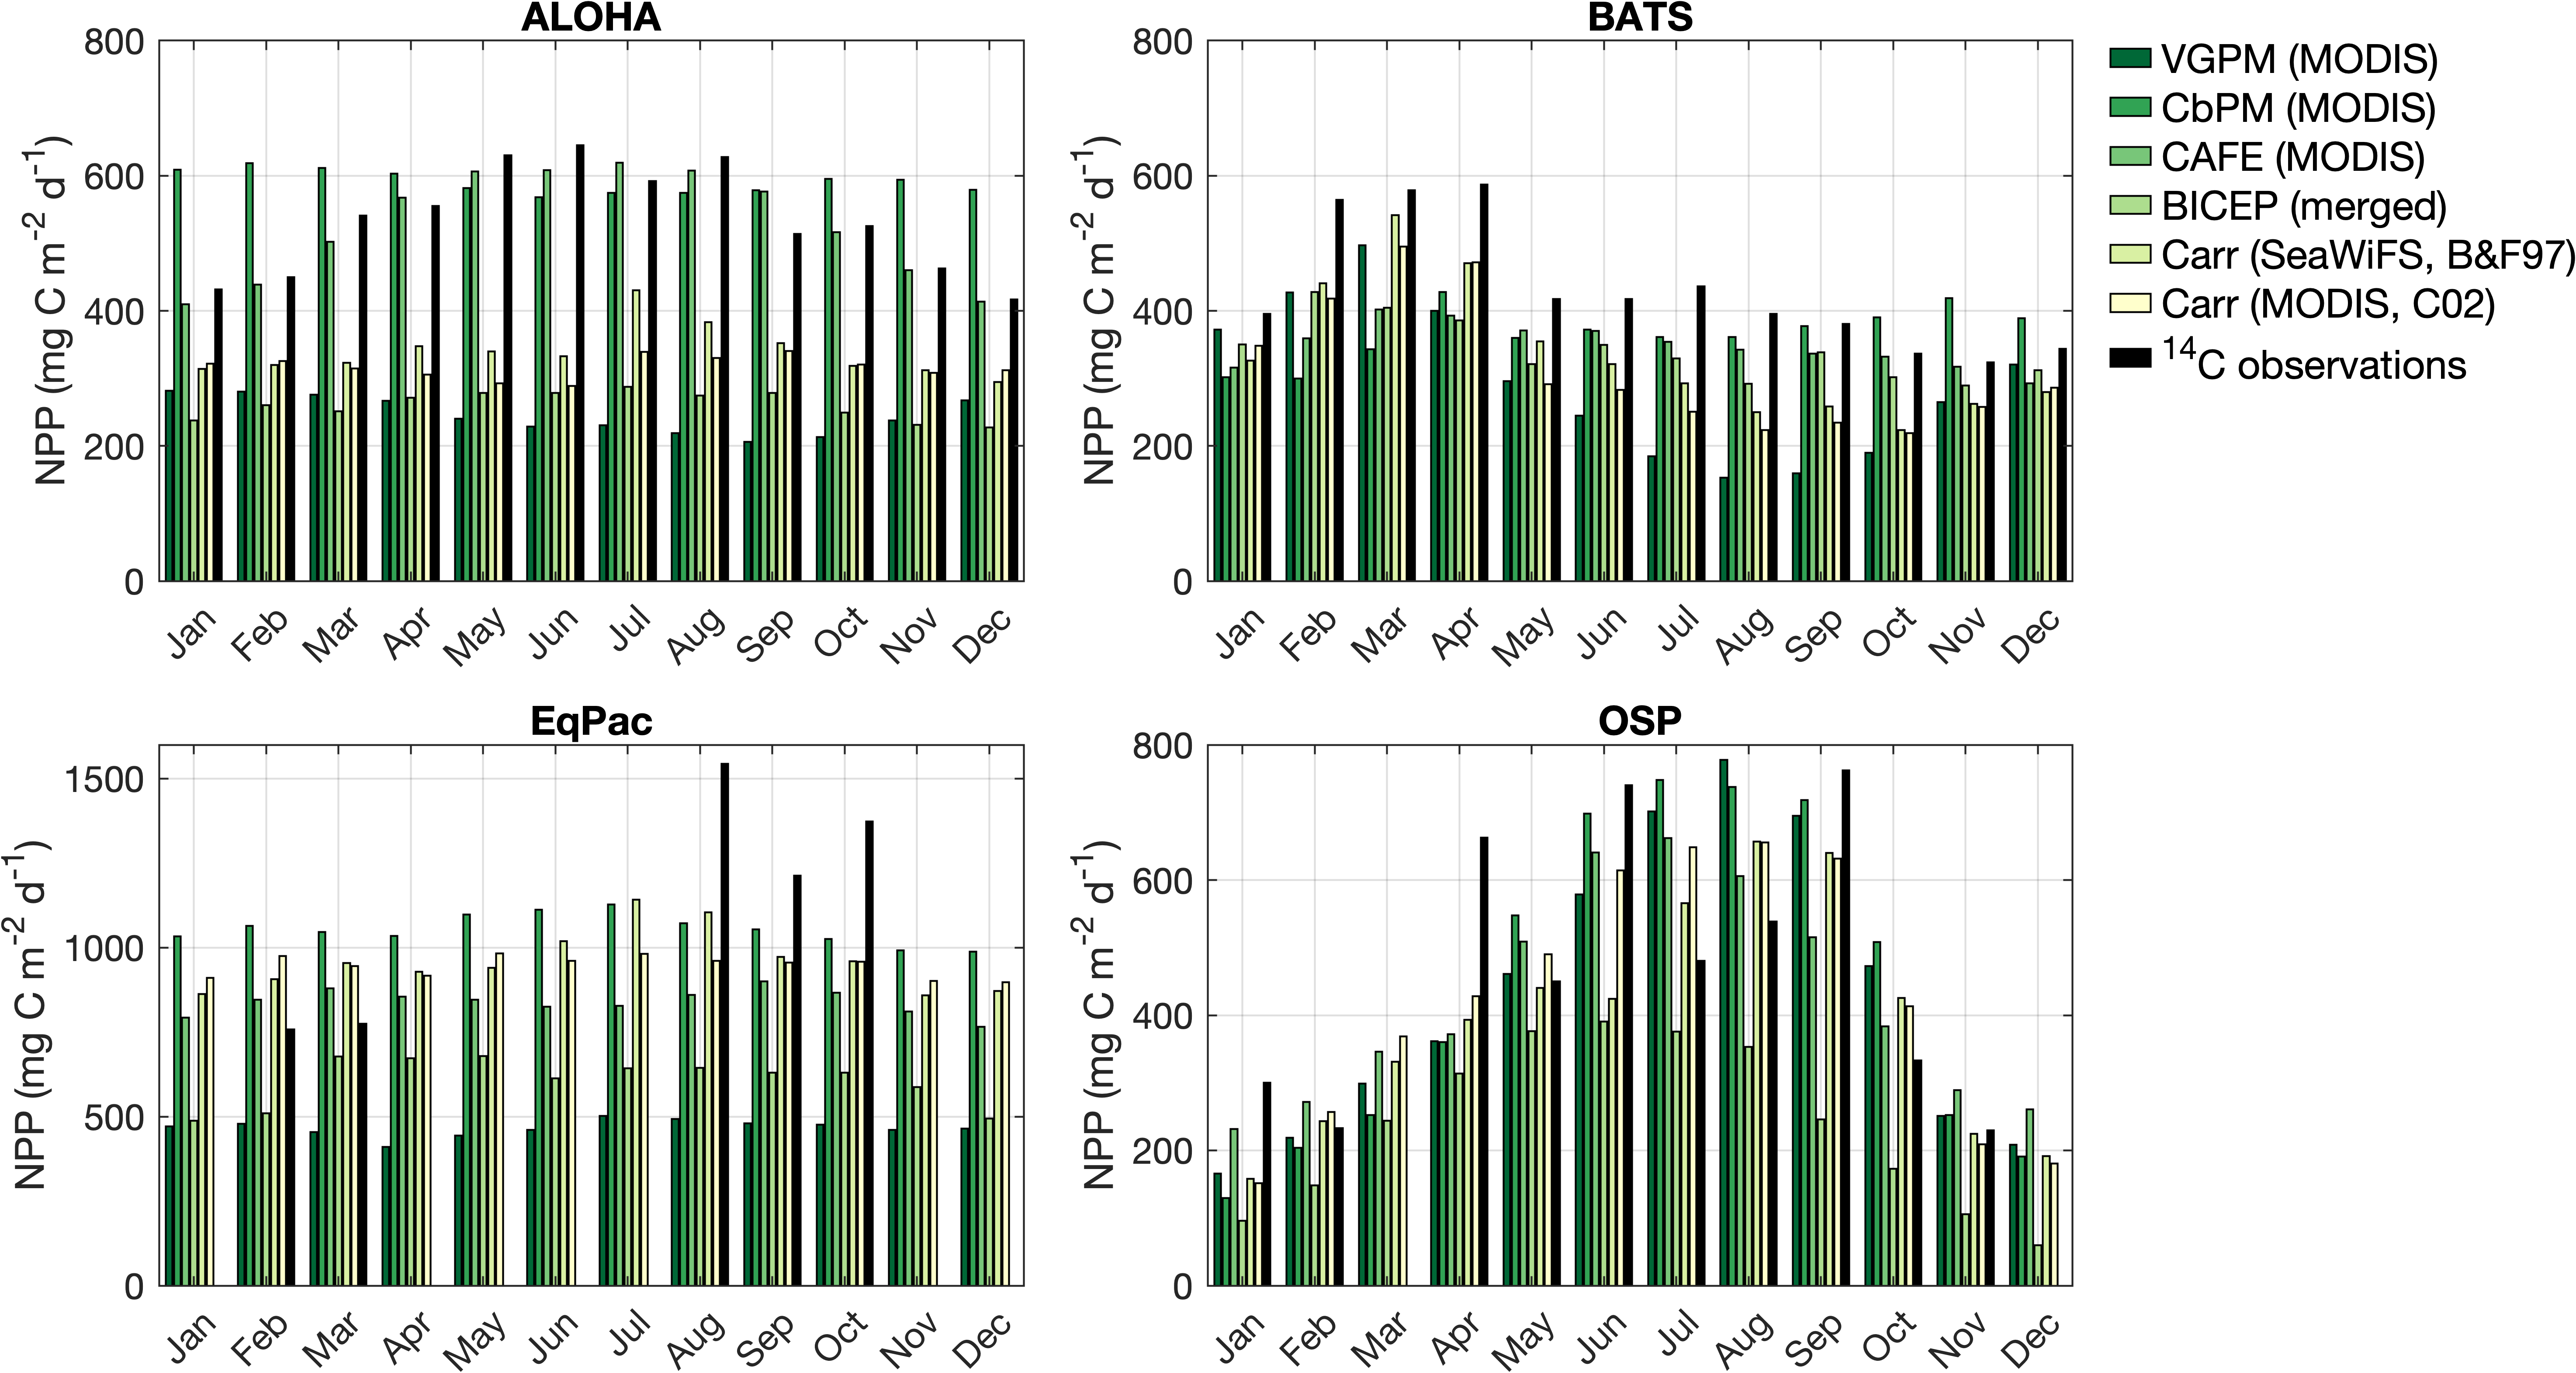 ALOHA
800
600
400
200
0
NPP (mg C m-2 d-1)
Jan Feb Mar Apr May Jun Jul Aug Sep Oct Nov Dec
BATS
800
600
400
200
0
NPP (mg C m-2 d-1)
Jan Feb Mar Apr May Jun Jul Aug Sep Oct Nov Dec
VGPM (MODIS)
CbPM (MODIS)
CAFE (MODIS)
BICEP (merged)
Carr (SeaWiFS, B&F97)
Carr (MODIS, C02)
14C observations
EqPac
1500
1000
500
0
NPP (mg C m-2 d-1)
Jan Feb Mar Apr May Jun Jul Aug Sep Oct Nov Dec
OSP
800
600
400
200
0
NPP (mg C m-2 d-1)
Jan Feb Mar Apr May Jun Jul Aug Sep Oct Nov Dec